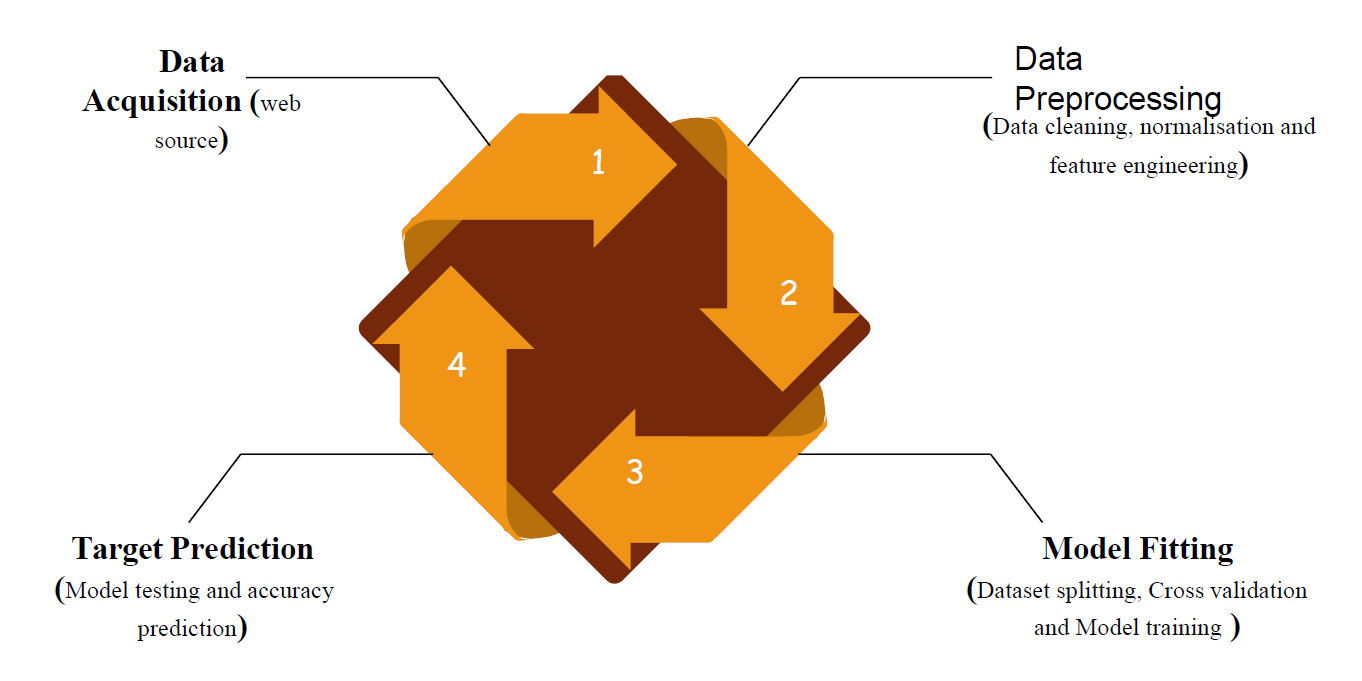 Data
Acquisition (web
source)
1
Data
Preprocessing
(Data cleaning, normalisation and
feature engineering)
2
3
Model Fitting
(Dataset splitting, Cross validation
and Model training )
4
Target Prediction
(Model testing and accuracy
prediction)